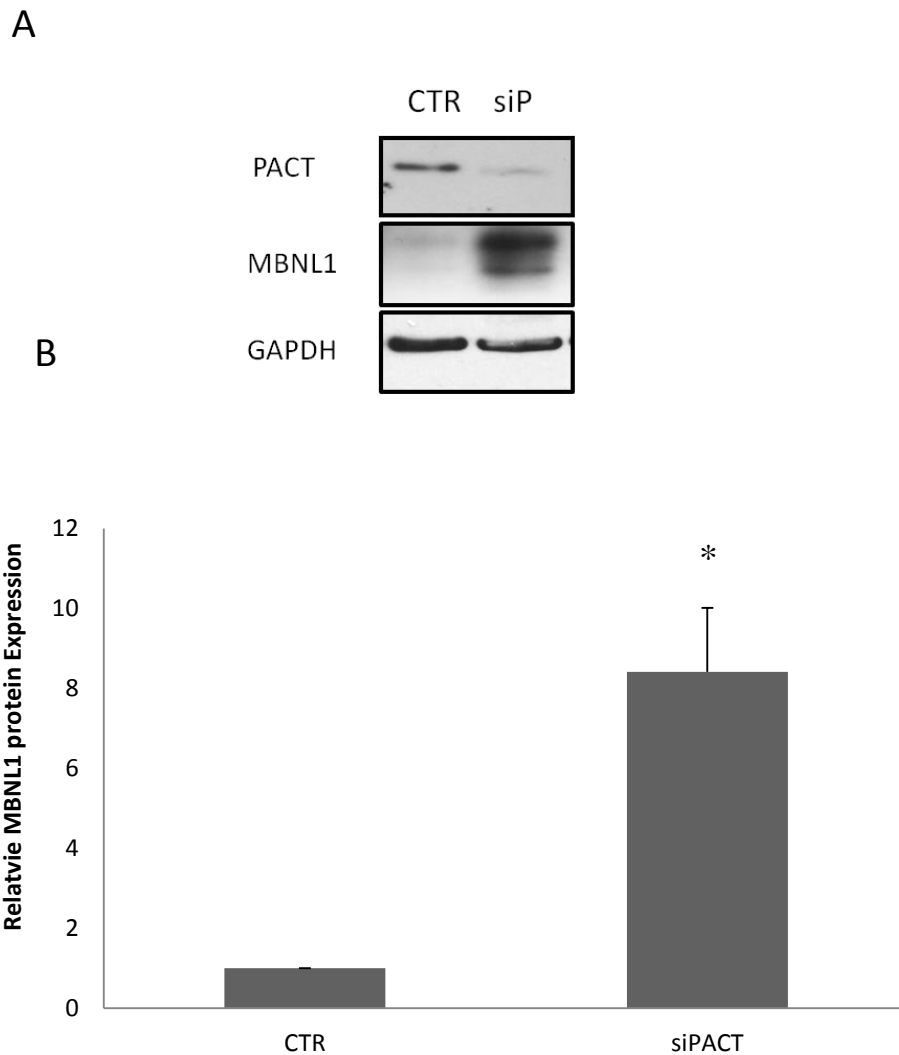 A
CTR siP
PACT
MBNL1
GAPDH
B
12
10
8
6
4
2
0
*
Relatvie MBNL1 protein Expression
CTR siPACT